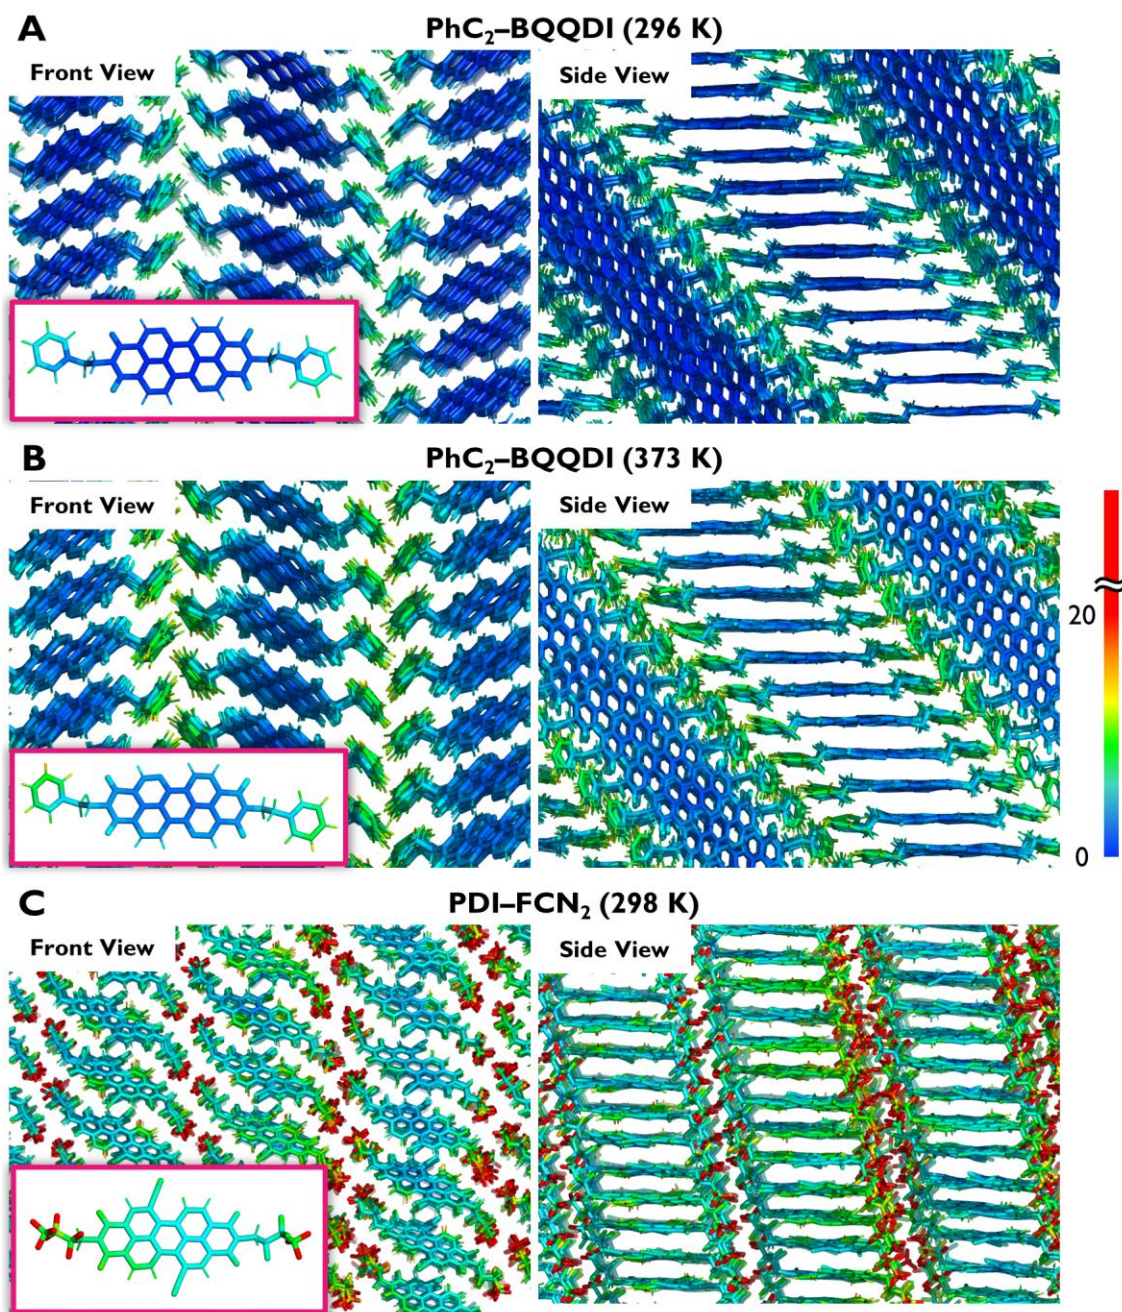 A
PhC₂–BQQDI (296 K)
Front View
Side View
B
PhC₂–BQQDI (373 K)
Front View
Side View
20
0
C
PDI–FCN₂ (298 K)
Front View
Side View